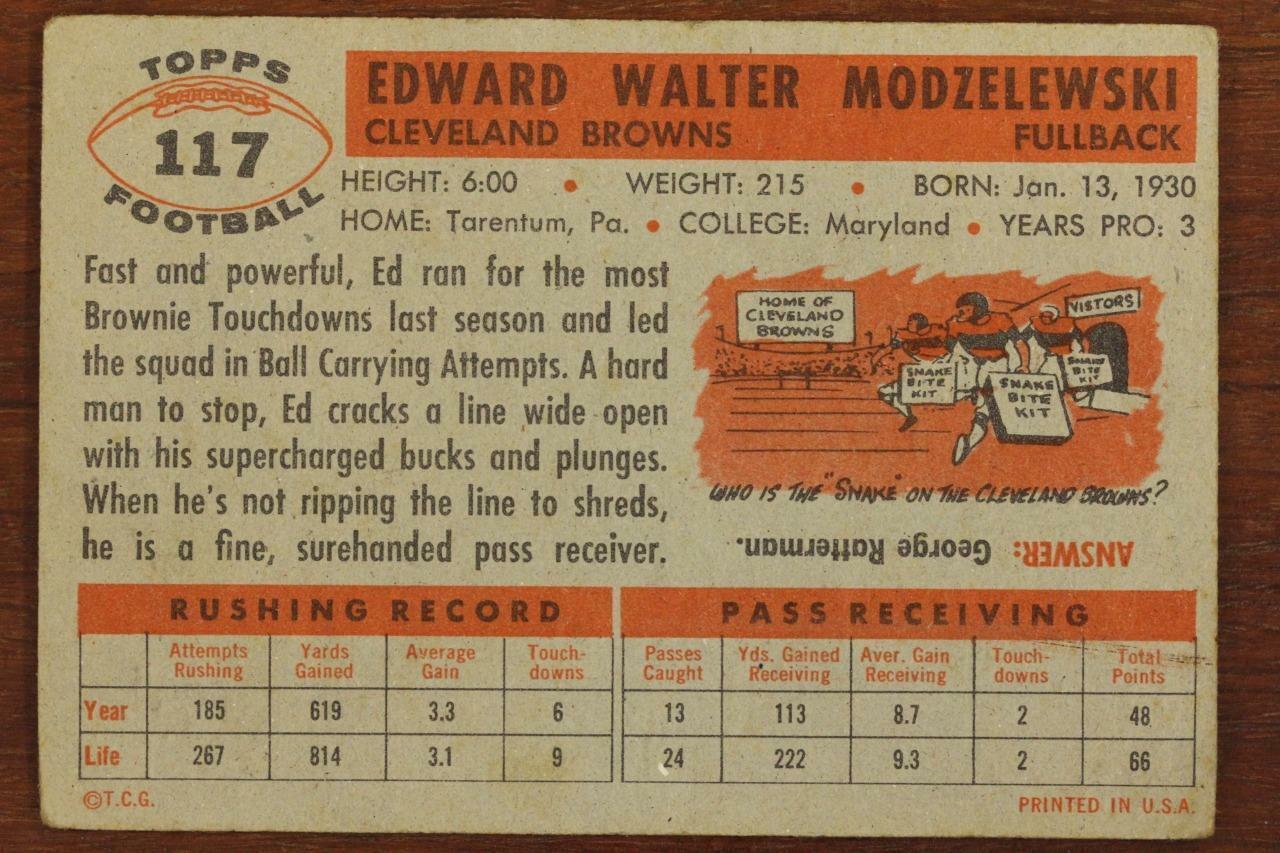 TOPPS
117
FOOTBALL
EDWARD WALTER MODZELEWSKI
CLEVELAND BROWNS FULLBACK
HEIGHT: 6:00 • WEIGHT: 215 • BORN: Jan. 13, 1930
HOME: Tarentum, Pa. • COLLEGE: Maryland • YEARS PRO: 3
Fast and powerful, Ed ran for the most
Brownie Touchdowns last season and led
the squad in Ball Carrying Attempts. A hard
man to stop, Ed cracks a line wide open
with his supercharged bucks and plunges.
When he's not ripping the line to shreds,
he is a fine, surehanded pass receiver.
HOME OF
CLEVELAND
BROWNS
VISTORS
SNAKE
BITE
KIT
SNAKE
BITE
KIT
SNAKE
BITE
KIT
WHO IS THE "SNAKE" ON THE CLEVELAND BROWNS?
ANSWER: George Ratterman.
RUSHING RECORD PASS RECEIVING
Attempts Rushing Yards Gained Average Gain Touch-downs Passes Caught Yds. Gained Receiving Aver. Gain Receiving Touch-downs Total Points
Year 185 619 3.3 6 13 113 8.7 2 48
Life 267 814 3.1 9 24 222 9.3 2 66
©T.C.G. PRINTED IN U.S.A.